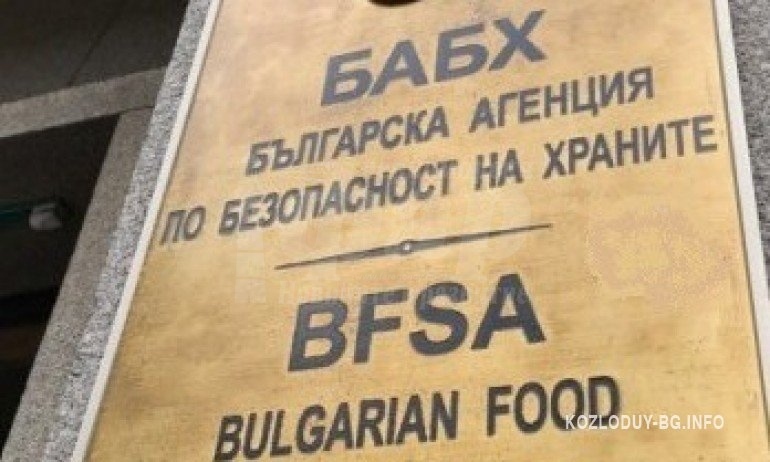 БАБХ
БЪЛГАРСКА АГЕНЦИЯ
ПО БЕЗОПАСНОСТ НА ХРАНИТЕ
BFSA
BULGARIAN FOOD
KOZLODUY-BG.INFO